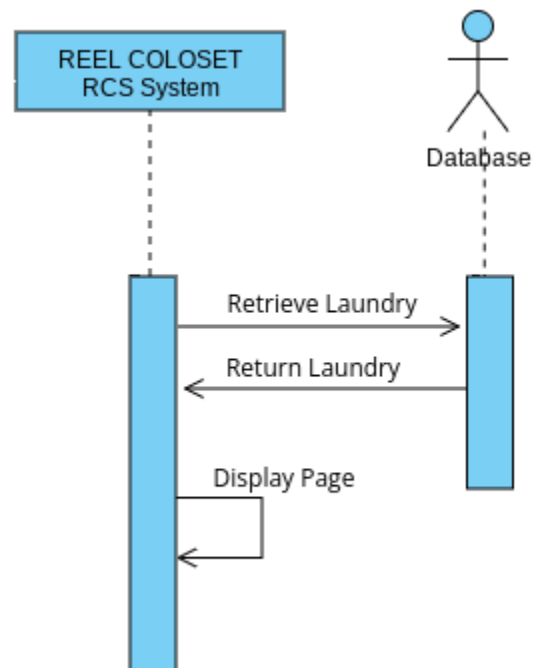 REEL COLOSET
RCS System
Database
Retrieve Laundry
Return Laundry
Display Page